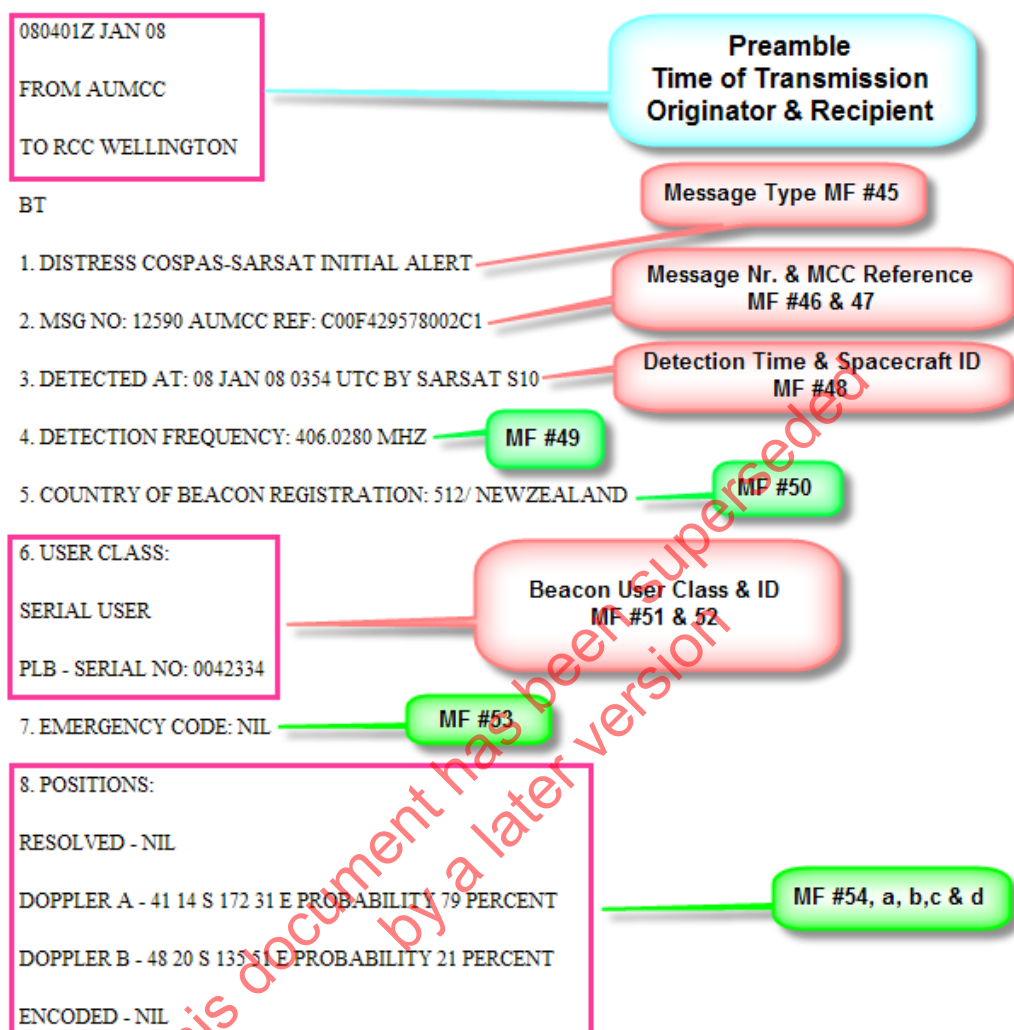 080401Z JAN 08
FROM AUMCC
TO RCC WELLINGTON
Preamble
Time of Transmission
Originator & Recipient
BT
Message Type MF #45
1. DISTRESS COSPAS-SARSAT INITIAL ALERT
Message Nr. & MCC Reference
MF #46 & 47
2. MSG NO: 12590 AUMCC REF: C00F429578002C1
Detection Time & Spacecraft ID
MF #48
3. DETECTED AT: 08 JAN 08 0354 UTC BY SARSAT S10
4. DETECTION FREQUENCY: 406.0280 MHZ
MF #49
5. COUNTRY OF BEACON REGISTRATION: 512/ NEWZEALAND
MF #50
6. USER CLASS:
SERIAL USER
PLB - SERIAL NO: 0042334
Beacon User Class & ID
MF #51 & 52
7. EMERGENCY CODE: NIL
MF #53
8. POSITIONS:
RESOLVED - NIL
DOPPLER A - 41 14 S 172 31 E PROBABILITY 79 PERCENT
DOPPLER B - 48 20 S 135 51 E PROBABILITY 21 PERCENT
ENCODED - NIL
MF #54, a, b,c & d
is document has been superseded
by a later version